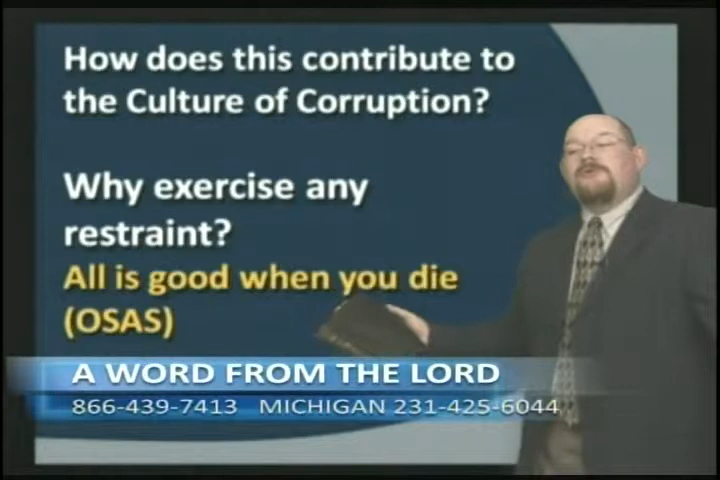 How does this contribute to
the Culture of Corruption?
Why exercise any
restraint?
All is good when you die
(OSAS)
A WORD FROM THE LORD
866-439-7413 MICHIGAN 231-425-6044